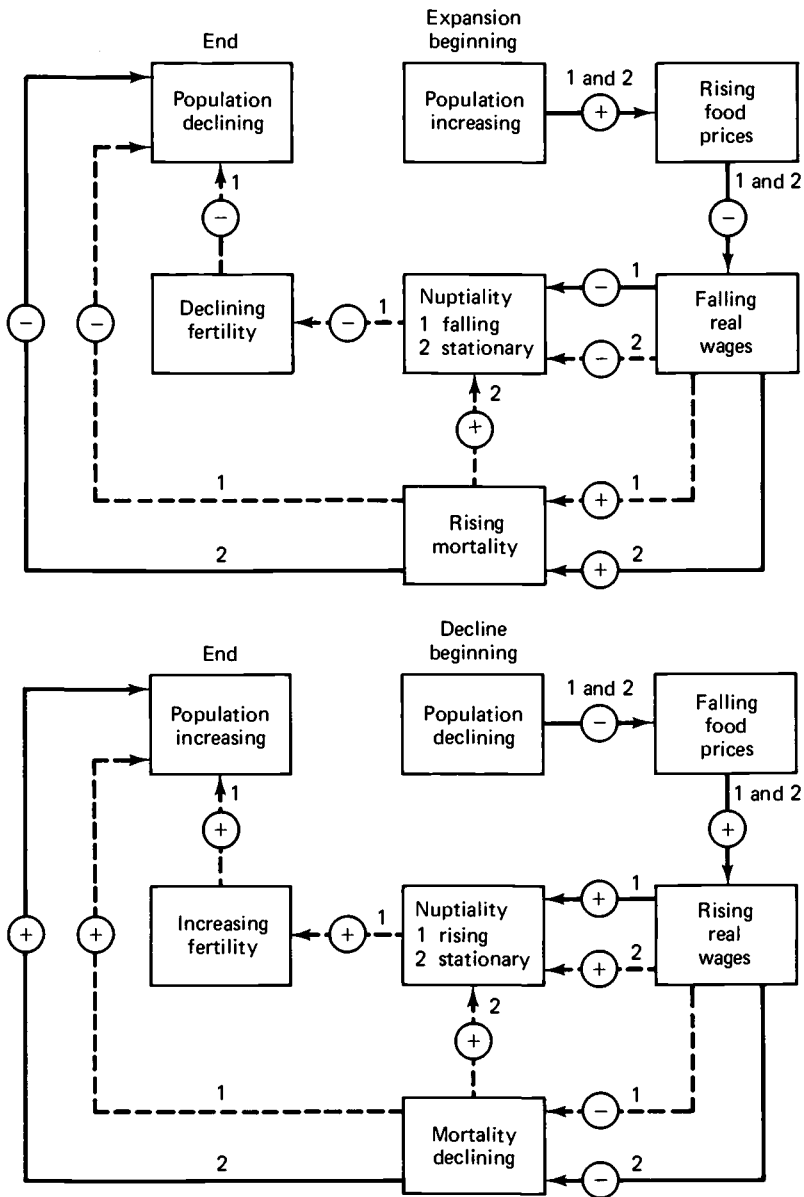 End
Expansion
beginning
Population
declining
Population
increasing
1 and 2
+
Rising
food
prices
1
−
1 and 2
−
Declining
fertility
−
1
Nuptiality
1 falling
2 stationary
−
1
−
2
Falling
real
wages
−
−
2
+
1
Rising
mortality
+
1
2
+
2
End
Decline
beginning
Population
increasing
Population
declining
1 and 2
−
Falling
food
prices
1
+
1 and 2
+
Increasing
fertility
+
1
Nuptiality
1 rising
2 stationary
+
1
+
2
Rising
real
wages
+
+
2
+
1
Mortality
declining
−
1
2
−
2